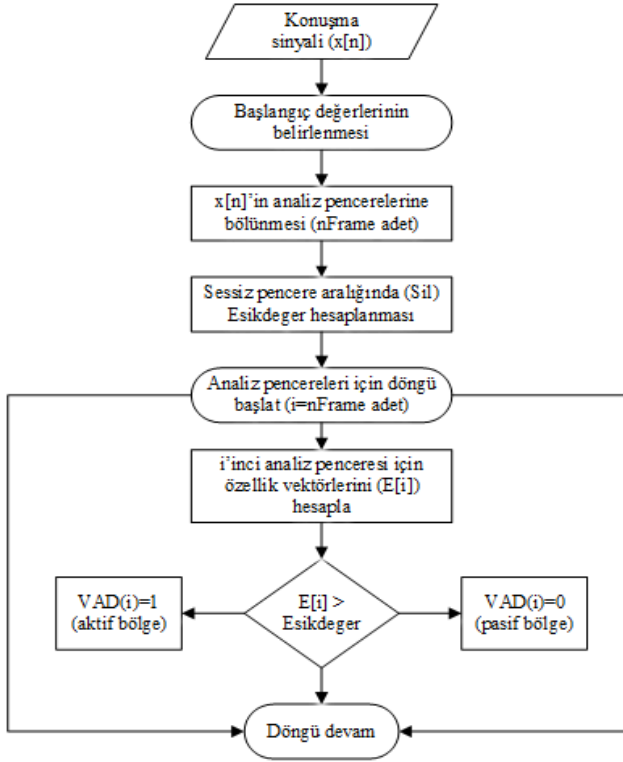 Konuşma
sinyali (x[n])
Başlangıç değerlerinin
belirlenmesi
x[n]'in analiz pencerelerine
bölünmesi (nFrame adet)
Sessiz pencere aralığında (Sil)
Esikdeger hesaplanması
Analiz pencereleri için döngü
başlat (i=nFrame adet)
i'inci analiz penceresi için
özellik vektörlerini (E[i])
hesapla
VAD(i)=1
(aktif bölge)
E[i] >
Esikdeger
VAD(i)=0
(pasif bölge)
Döngü devam